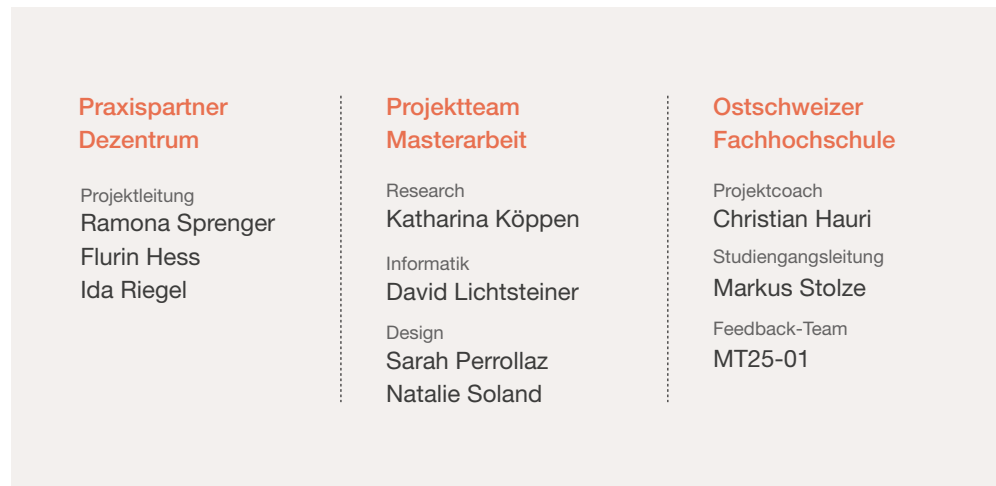 Praxispartner
Dezentrum
Projektleitung
Ramona Sprenger
Flurin Hess
Ida Riegel
Projektteam
Masterarbeit
Research
Katharina Köppen
Informatik
David Lichtsteiner
Design
Sarah Perrollaz
Natalie Soland
Ostschweizer
Fachhochschule
Projektcoach
Christian Hauri
Studiengangsleitung
Markus Stolze
Feedback-Team
MT25-01